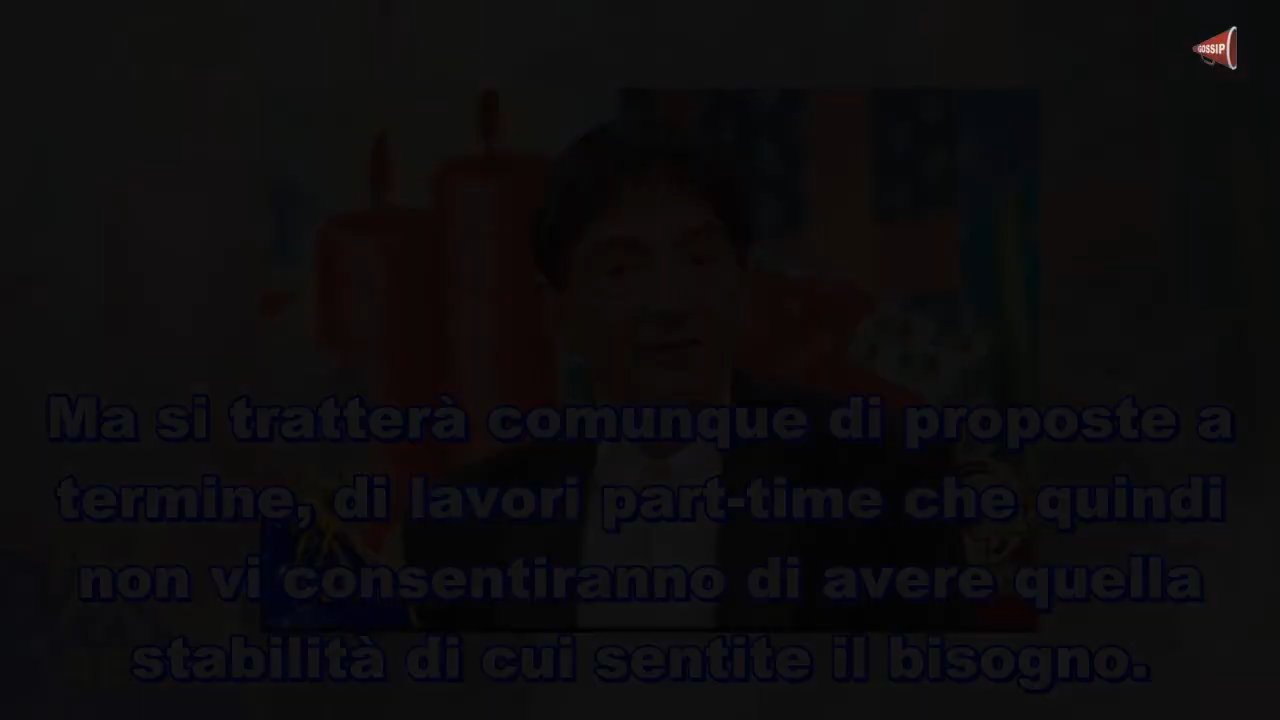 GOSSIP
Ma si tratterà comunque di proposte a
termine, di lavori part-time che quindi
non vi consentiranno di avere quella
stabilità di cui sentite il bisogno.